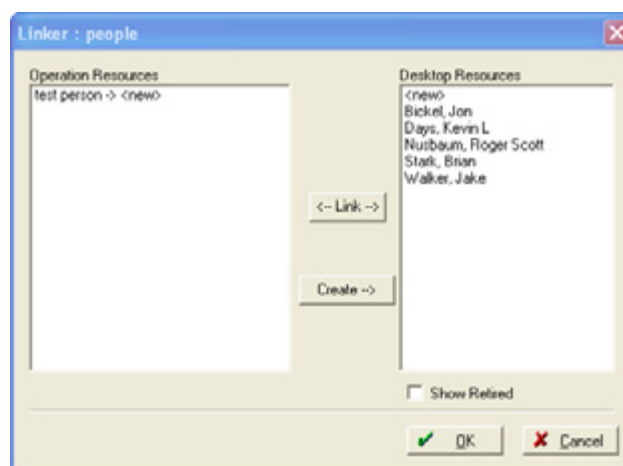 Linker : people
Operation Resources
test person -> <new>
Desktop Resources
<new>
Bickel, Jon
Days, Kevin L
Nusbaum, Roger Scott
Stark, Brian
Walker, Jake
<-- Link -->
Create -->
Show Retired
OK
Cancel